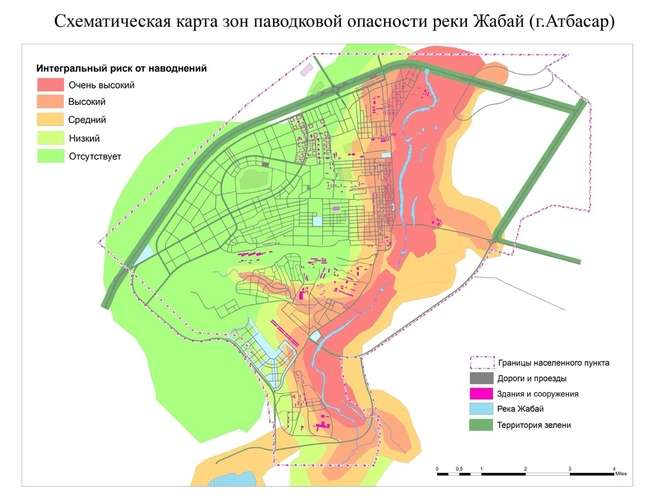 Схематическая карта зон паводковой опасности реки Жабай (г.Атбасар)
Интегральный риск от наводнений
Очень высокий
Высокий
Средний
Низкий
Отсутствует
Границы населенного пункта
Дороги и проезды
Здания и сооружения
Река Жабай
Территория зелени
0 0,5 1 2 3 4
Miles